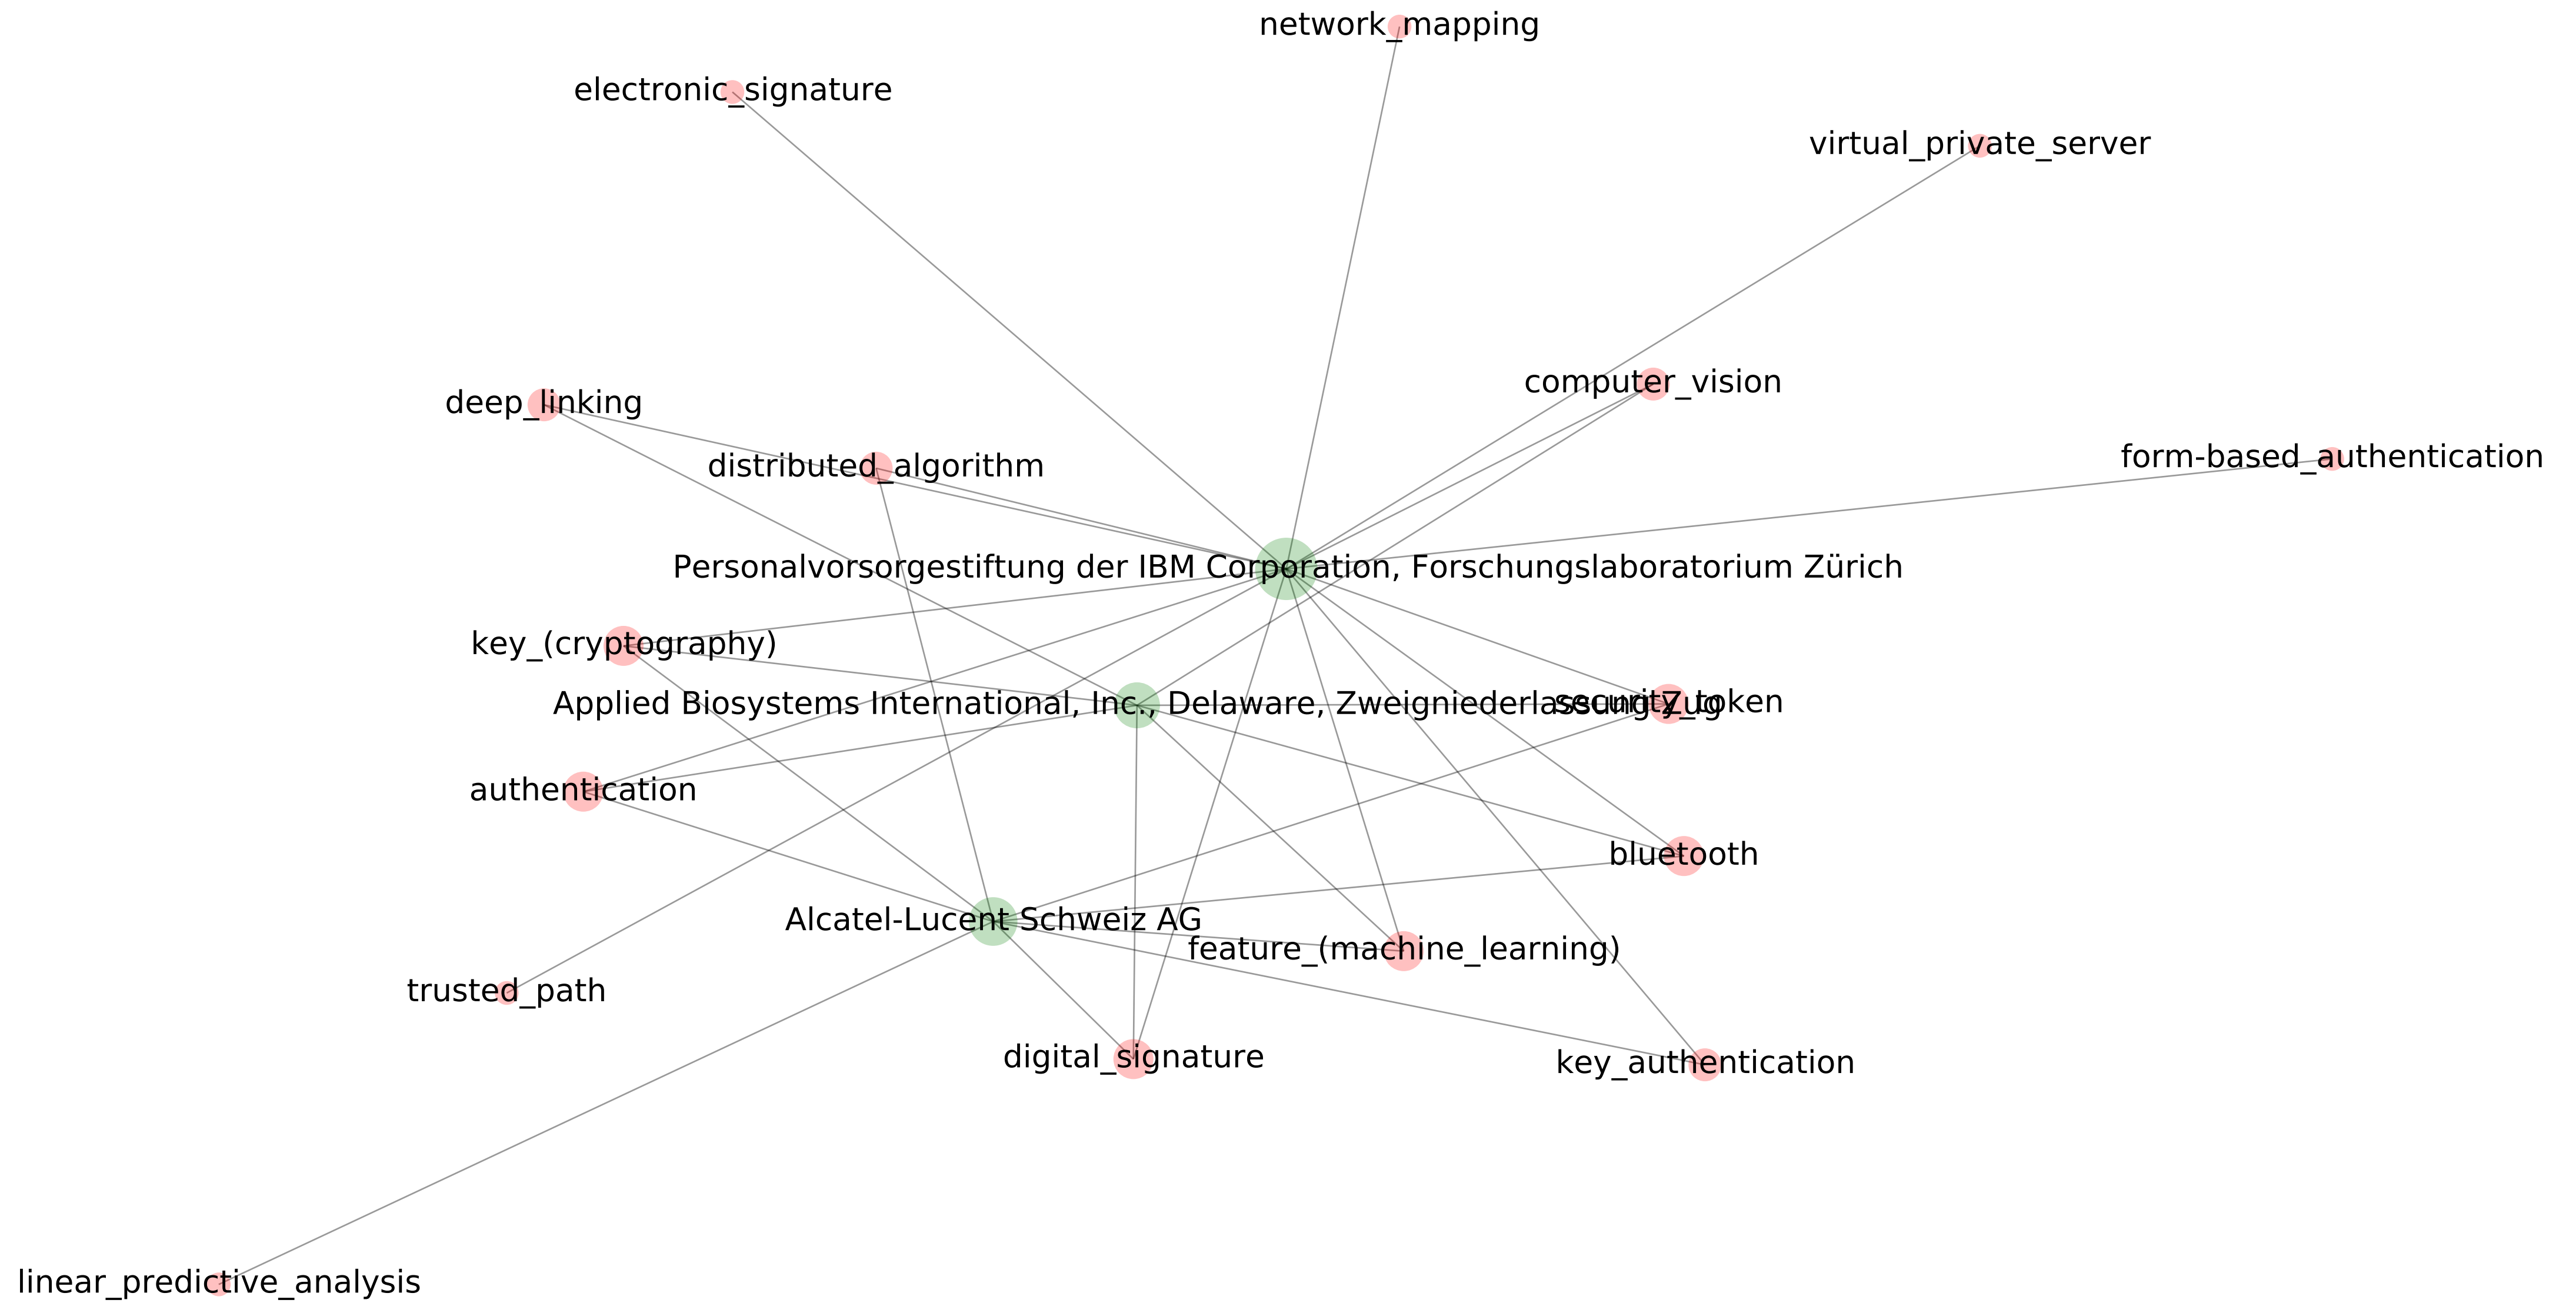 network_mapping
electronic_signature
virtual_private_server
computer_vision
deep_linking
form-based_authentication
distributed_algorithm
Personalvorsorgestiftung der IBM Corporation, Forschungslaboratorium Zürich
key_(cryptography)
Applied Biosystems International, Inc., Delaware, Zweigniederlassung Zug
security_token
authentication
bluetooth
Alcatel-Lucent Schweiz AG
feature_(machine_learning)
trusted_path
digital_signature
key_authentication
linear_predictive_analysis